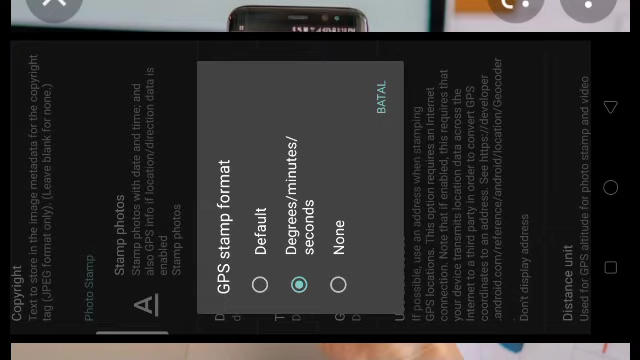 Copyright
Text to store in the image metadata for the copyright
tag (JPEG format only). (Leave blank for none.)
Photo Stamp
Stamp photos
Stamp photos with date and time; and
also GPS info if location/direction data is
enabled
Stamp photos
A
GPS stamp format
Default
Degrees/minutes/
seconds
None
BATAL
If possible, use an address when stamping
GPS locations. This option requires an Internet
connection. Note that if enabled, this requires that
your device transmits location data across the
Internet to a third party in order to convert GPS
coordinates to an address. See https://developer
.android.com/reference/android/location/Geocoder
Don't display address
Distance unit
Used for GPS altitude for photo stamp and video